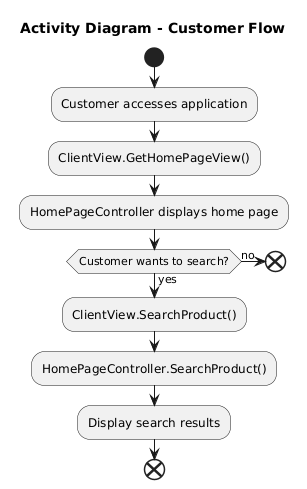 Activity Diagram - Customer Flow
Customer accesses application
ClientView.GetHomePageView()
HomePageController displays home page
Customer wants to search?
no
yes
ClientView.SearchProduct()
HomePageController.SearchProduct()
Display search results